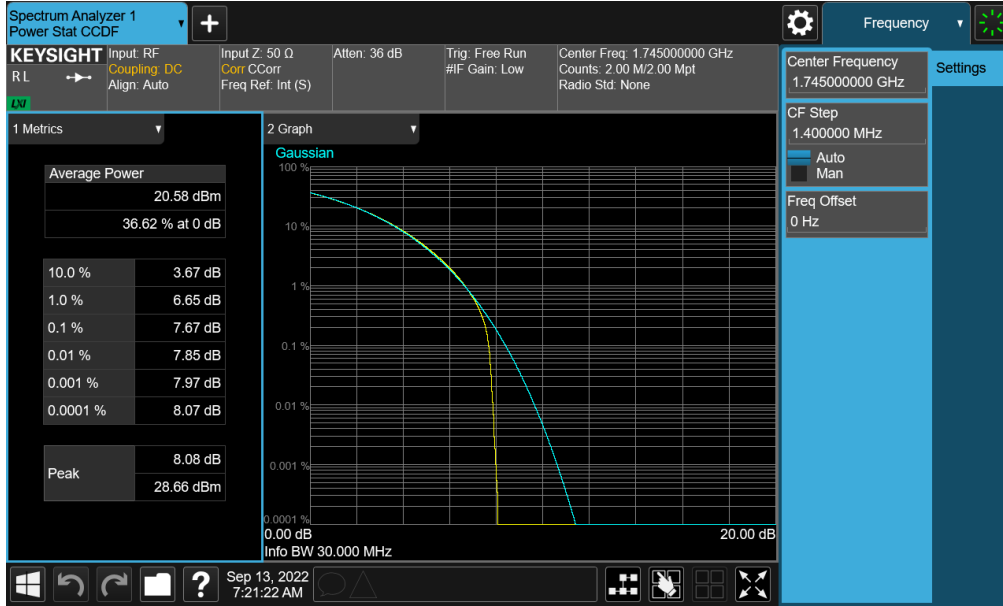 Spectrum Analyzer 1
Power Stat CCDF
Frequency
KEYSIGHT
RL
LXI
Input: RF
Coupling: DC
Align: Auto
Input Z: 50 Ω
Corr CCorr
Freq Ref: Int (S)
Atten: 36 dB
Trig: Free Run
#IF Gain: Low
Center Freq: 1.745000000 GHz
Counts: 2.00 M/2.00 Mpt
Radio Std: None
Center Frequency
1.745000000 GHz
Settings
CF Step
1.400000 MHz
Auto
Man
Freq Offset
0 Hz
1 Metrics
Average Power
20.58 dBm
36.62 % at 0 dB
10.0 % 3.67 dB
1.0 % 6.65 dB
0.1 % 7.67 dB
0.01 % 7.85 dB
0.001 % 7.97 dB
0.0001 % 8.07 dB
Peak
8.08 dB
28.66 dBm
2 Graph
Gaussian
100 %
10 %
1 %
0.1 %
0.01 %
0.001 %
0.0001 %
0.00 dB 20.00 dB
Info BW 30.000 MHz
?
Sep 13, 2022
7:21:22 AM